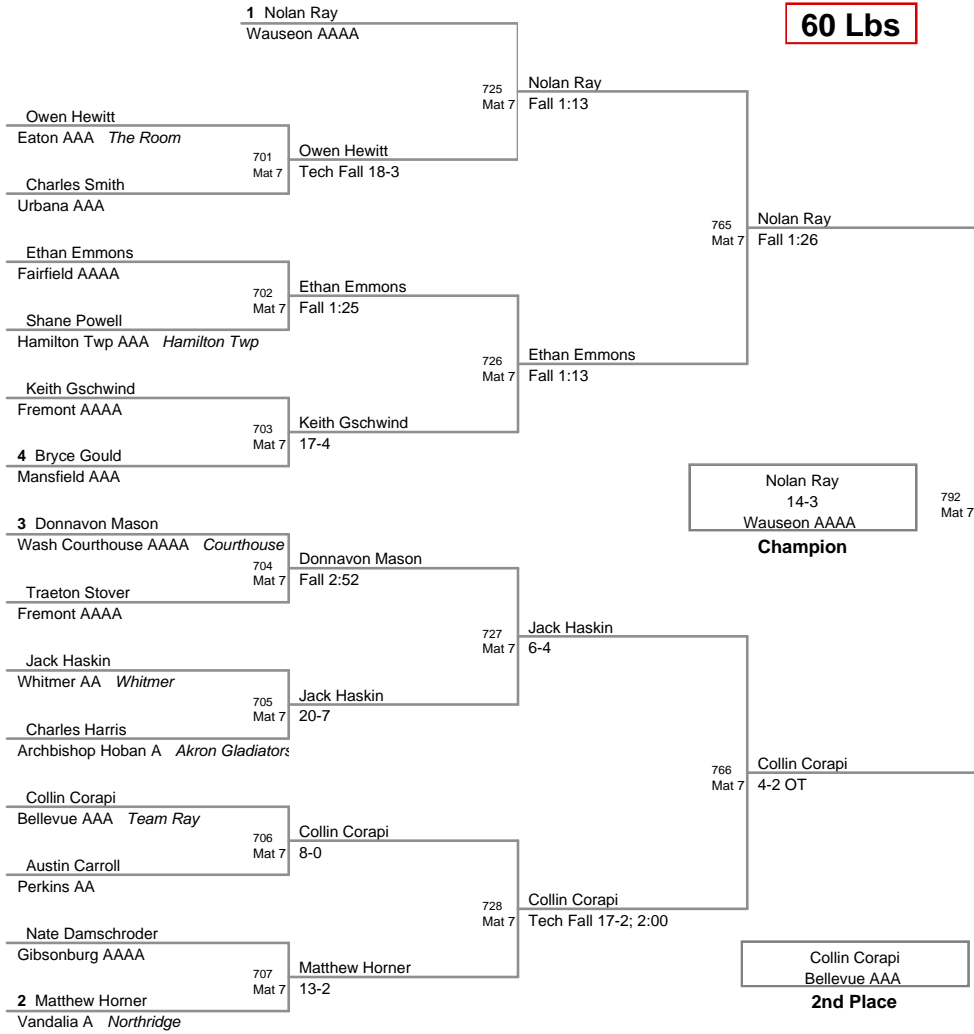 1 Nolan Ray
Wauseon AAAA
60 Lbs
725
Mat 7
Nolan Ray
Fall 1:13
Owen Hewitt
Eaton AAA The Room
701
Mat 7
Owen Hewitt
Tech Fall 18-3
Charles Smith
Urbana AAA
765
Mat 7
Nolan Ray
Fall 1:26
Ethan Emmons
Fairfield AAAA
702
Mat 7
Ethan Emmons
Fall 1:25
Shane Powell
Hamilton Twp AAA Hamilton Twp
726
Mat 7
Ethan Emmons
Fall 1:13
Keith Gschwind
Fremont AAAA
703
Mat 7
Keith Gschwind
17-4
4 Bryce Gould
Mansfield AAA
Nolan Ray
14-3
Wauseon AAAA
Champion
792
Mat 7
3 Donnavon Mason
Wash Courthouse AAAA Courthouse
704
Mat 7
Donnavon Mason
Fall 2:52
Traeton Stover
Fremont AAAA
727
Mat 7
Jack Haskin
6-4
Jack Haskin
Whitmer AA Whitmer
705
Mat 7
Jack Haskin
20-7
Charles Harris
Archbishop Hoban A Akron Gladiators
766
Mat 7
Collin Corapi
4-2 OT
Collin Corapi
Bellevue AAA Team Ray
706
Mat 7
Collin Corapi
8-0
Austin Carroll
Perkins AA
728
Mat 7
Collin Corapi
Tech Fall 17-2; 2:00
Nate Damschroder
Gibsonburg AAAA
707
Mat 7
Matthew Horner
13-2
2 Matthew Horner
Vandalia A Northridge
Collin Corapi
Bellevue AAA
2nd Place